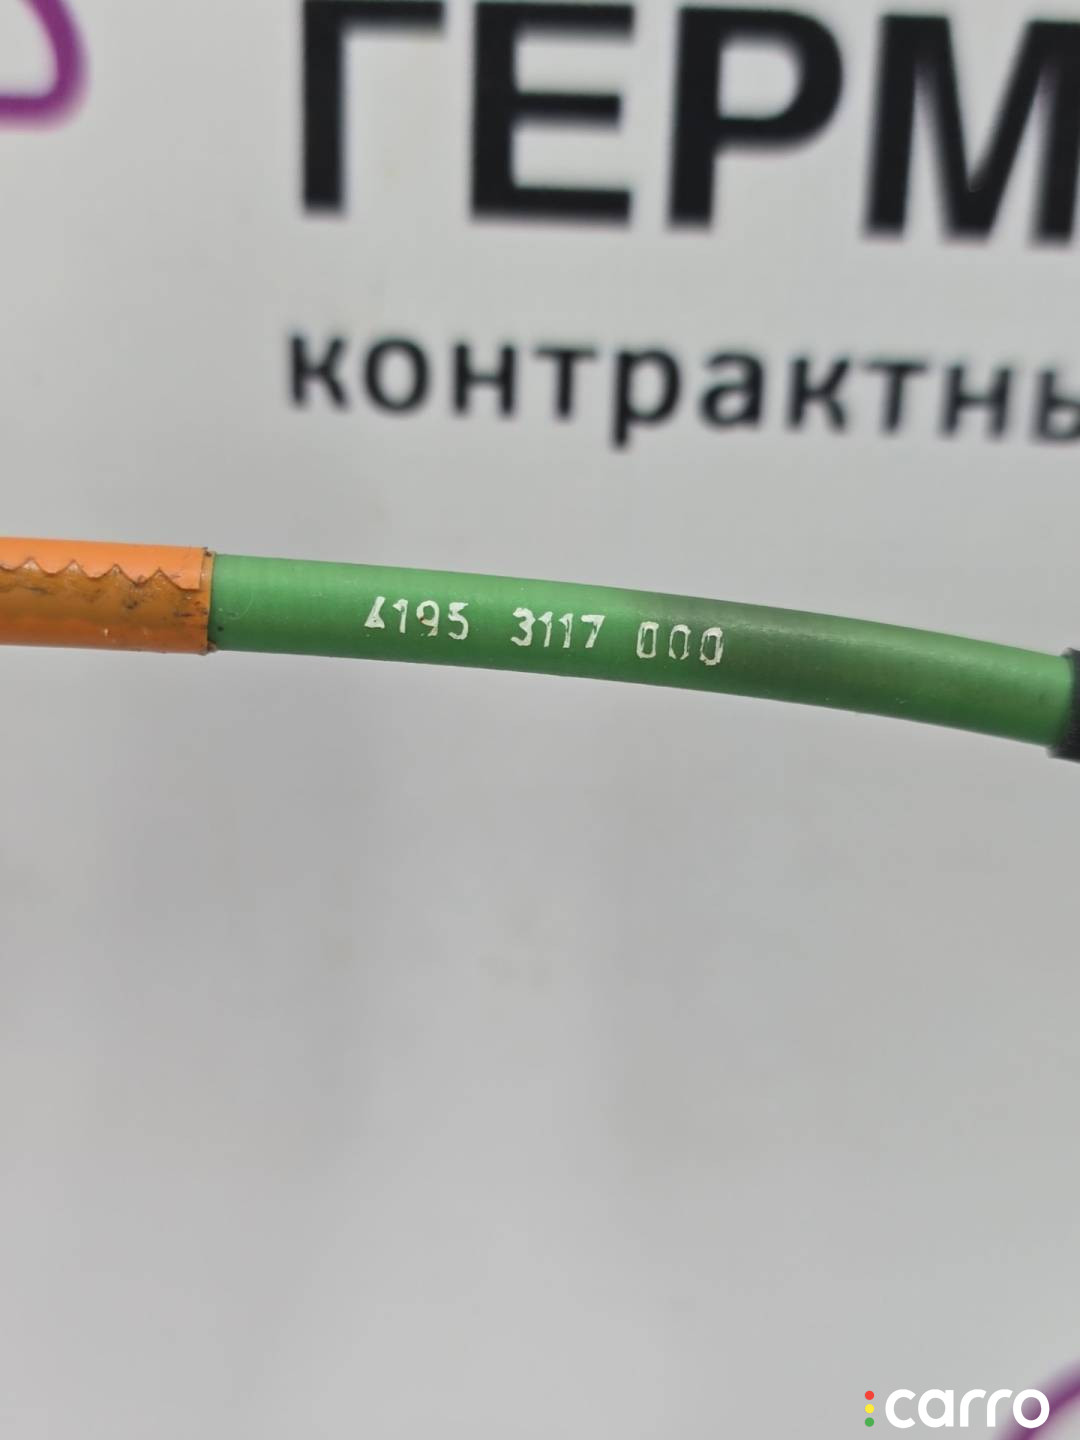 ГЕРМ
контрактны
4195 3117 000
carro